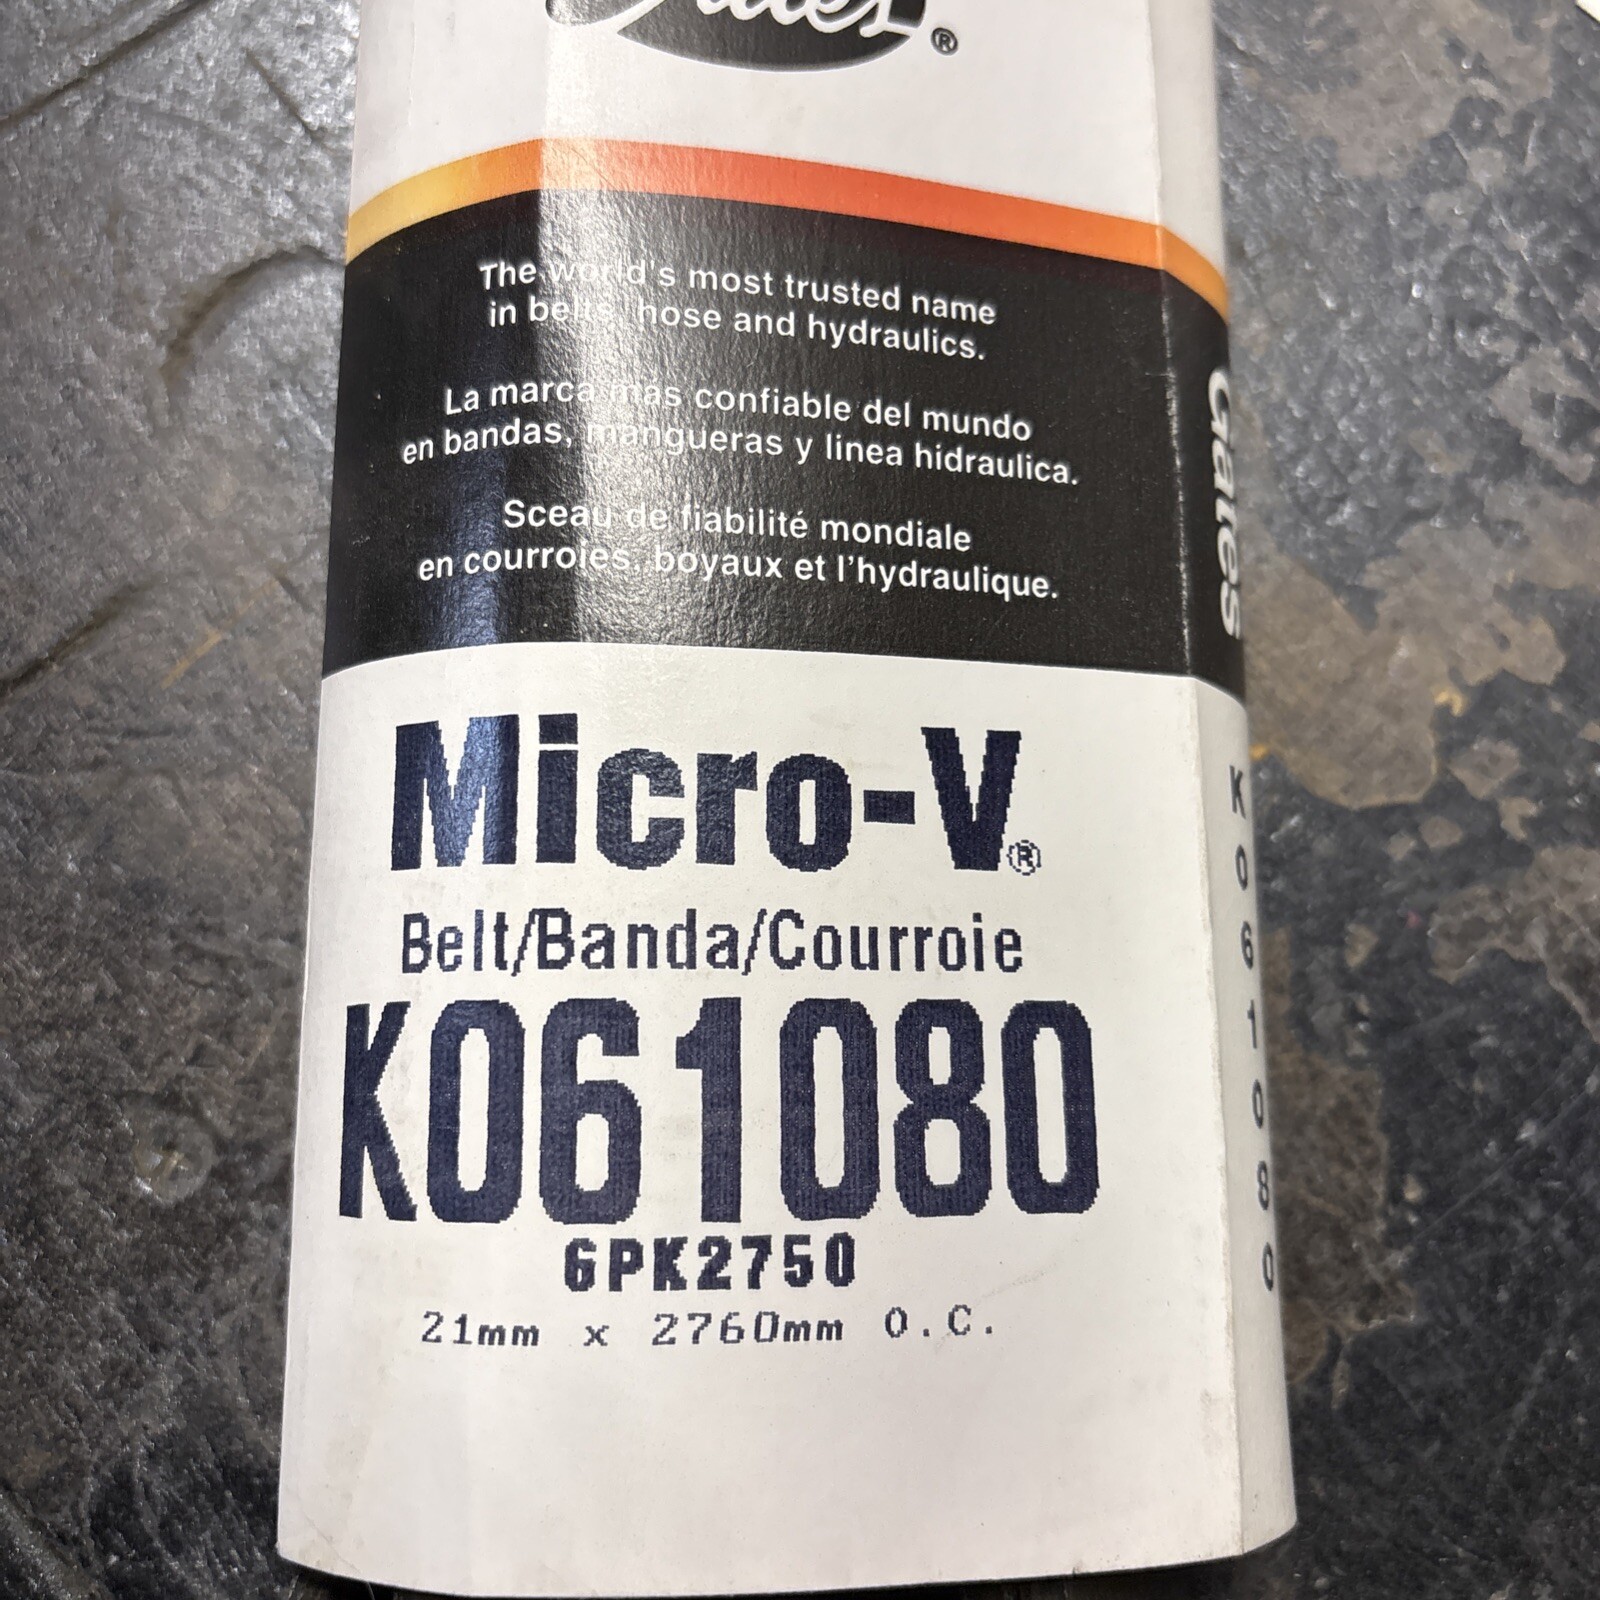 Gates®
The world's most trusted name
in belts, hose and hydraulics.
La marca mas confiable del mundo
en bandas, mangueras y linea hidraulica.
Sceau de fiabilité mondiale
en courroies, boyaux et l'hydraulique.
Gates
Micro-V®
Belt/Banda/Courroie
K061080
6PK2750
21mm x 2760mm O.C.
K061080